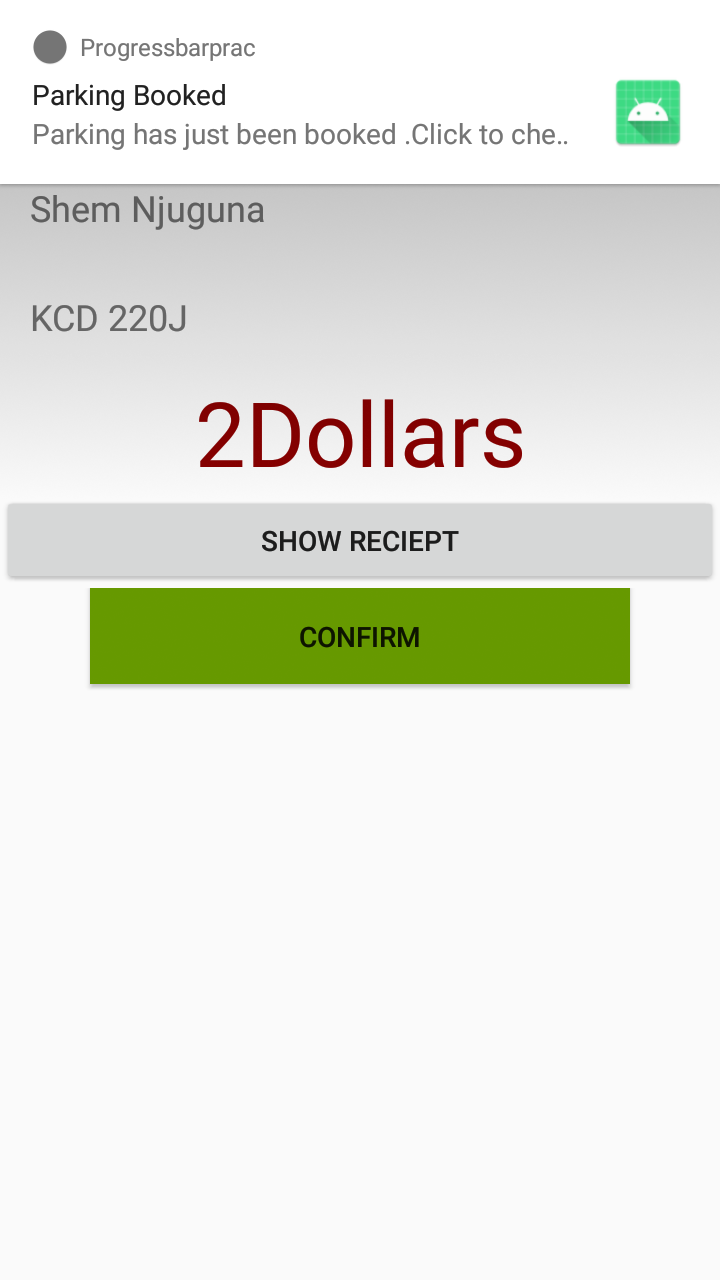 Progressbarprac
Parking Booked
Parking has just been booked .Click to che..
Shem Njuguna
KCD 220J
2Dollars
SHOW RECIEPT
CONFIRM